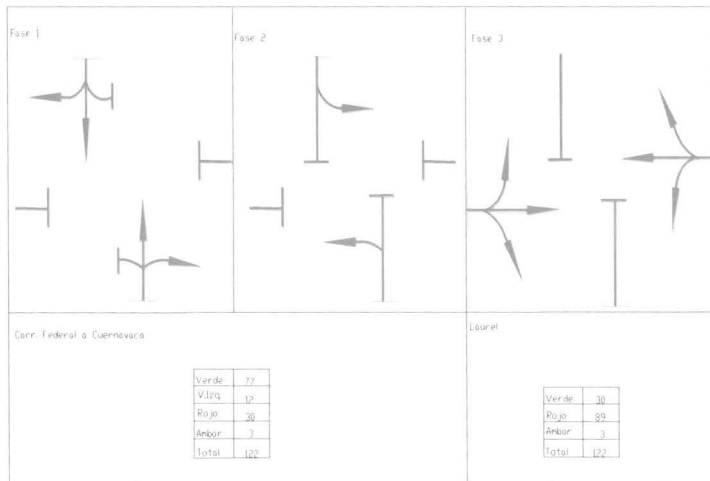 Fase 1
Fase 2
Fase 3
Carr. Federal a Cuernavaca
Laurel
Verde 77
V.Izq 12
Rojo 30
Ambar 3
Total 122
Verde 30
Rojo 89
Ambar 3
Total 122